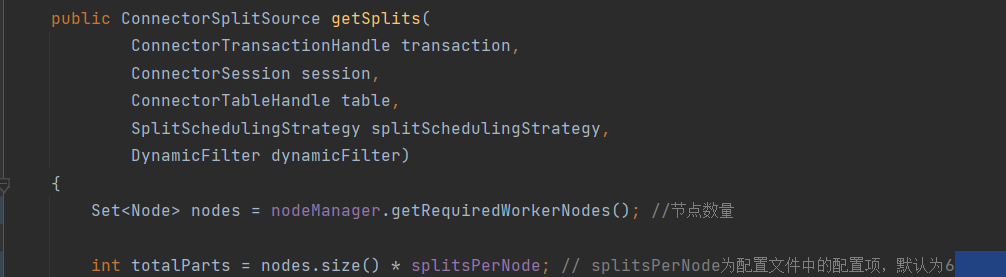 public ConnectorSplitSource getSplits(
ConnectorTransactionHandle transaction,
ConnectorSession session,
ConnectorTableHandle table,
SplitSchedulingStrategy splitSchedulingStrategy,
DynamicFilter dynamicFilter)
{
Set<Node> nodes = nodeManager.getRequiredWorkerNodes(); //节点数量
int totalParts = nodes.size() * splitsPerNode; // splitsPerNode为配置文件中的配置项，默认为6